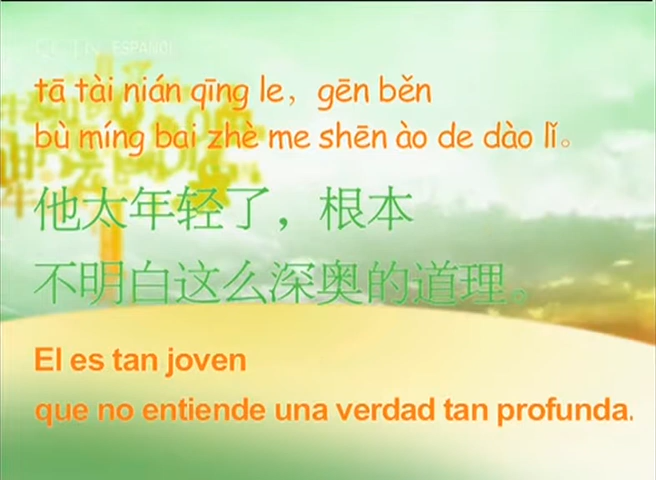 tā tài nián qīng le，gēn běn
bù míng bai zhè me shēn ào de dào lǐ。
他太年轻了，根本
不明白这么深奥的道理。
El es tan joven
que no entiende una verdad tan profunda.